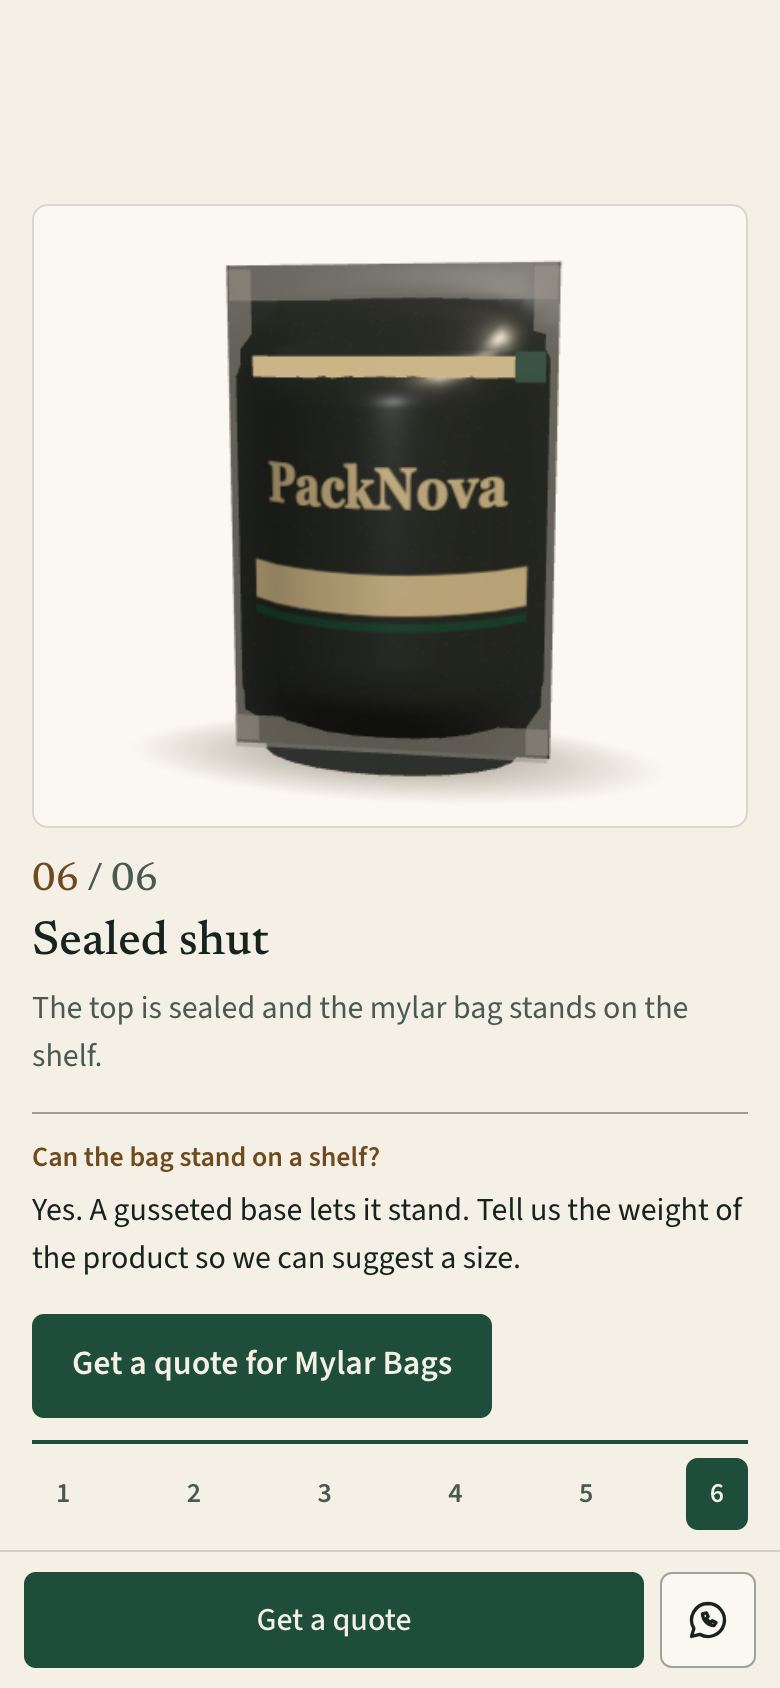 PackNova
06 / 06
Sealed shut
The top is sealed and the mylar bag stands on the
shelf.
Can the bag stand on a shelf?
Yes. A gusseted base lets it stand. Tell us the weight of
the product so we can suggest a size.
Get a quote for Mylar Bags
1 2 3 4 5 6
Get a quote